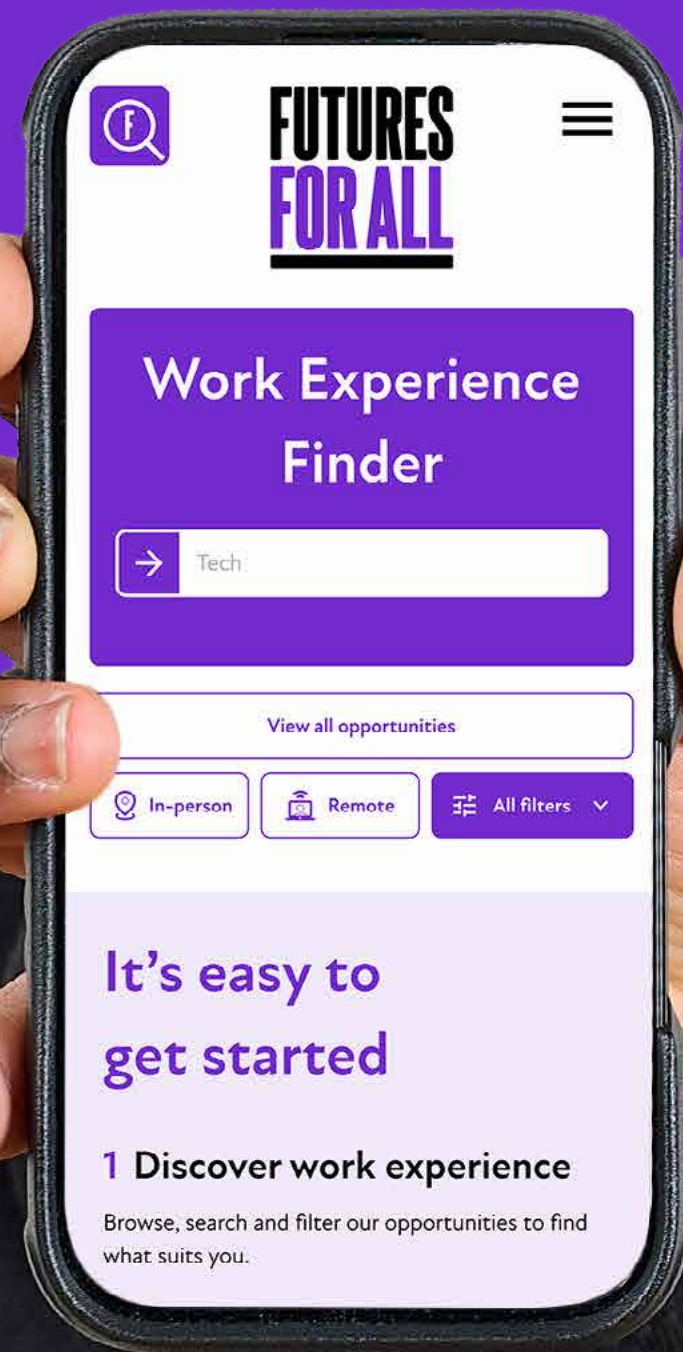 F
FUTURES
FOR ALL
Work Experience
Finder
Tech
View all opportunities
In-person Remote All filters
It's easy to
get started
1 Discover work experience
Browse, search and filter our opportunities to find
what suits you.